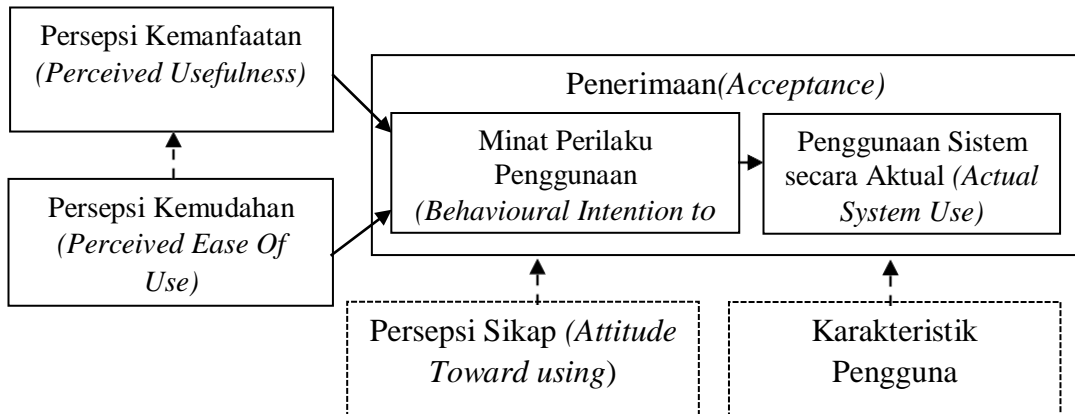 Persepsi Kemanfaatan
(Perceived Usefulness)
Penerimaan(Acceptance)
Minat Perilaku
Penggunaan
(Behavioural Intention to
Penggunaan Sistem
secara Aktual (Actual
System Use)
Persepsi Kemudahan
(Perceived Ease Of
Use)
Persepsi Sikap (Attitude
Toward using)
Karakteristik
Pengguna